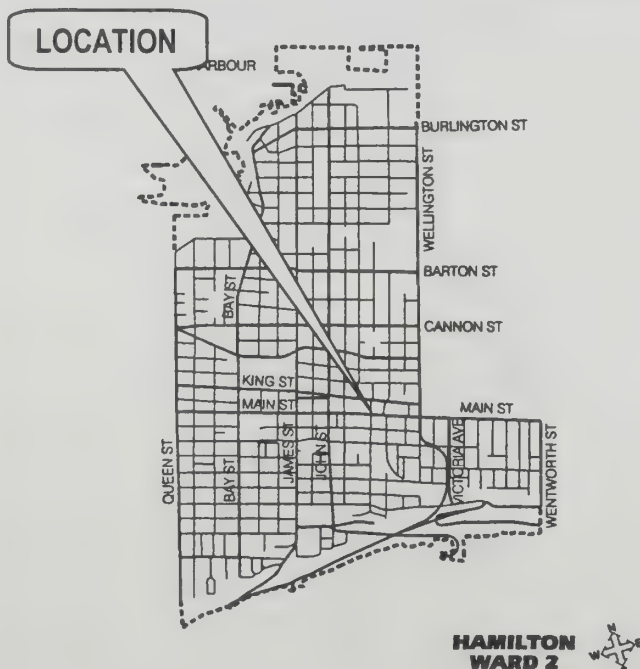 LOCATION
ARBOUR
BURLINGTON ST
WELLINGTON ST
BARTON ST
BAY ST
CANNON ST
KING ST
MAIN ST
MAIN ST
QUEEN ST
BAY ST
JAMES ST
JOHN ST
VICTORIA AVE
WENTWORTH ST
HAMILTON
WARD 2
N
W E
S